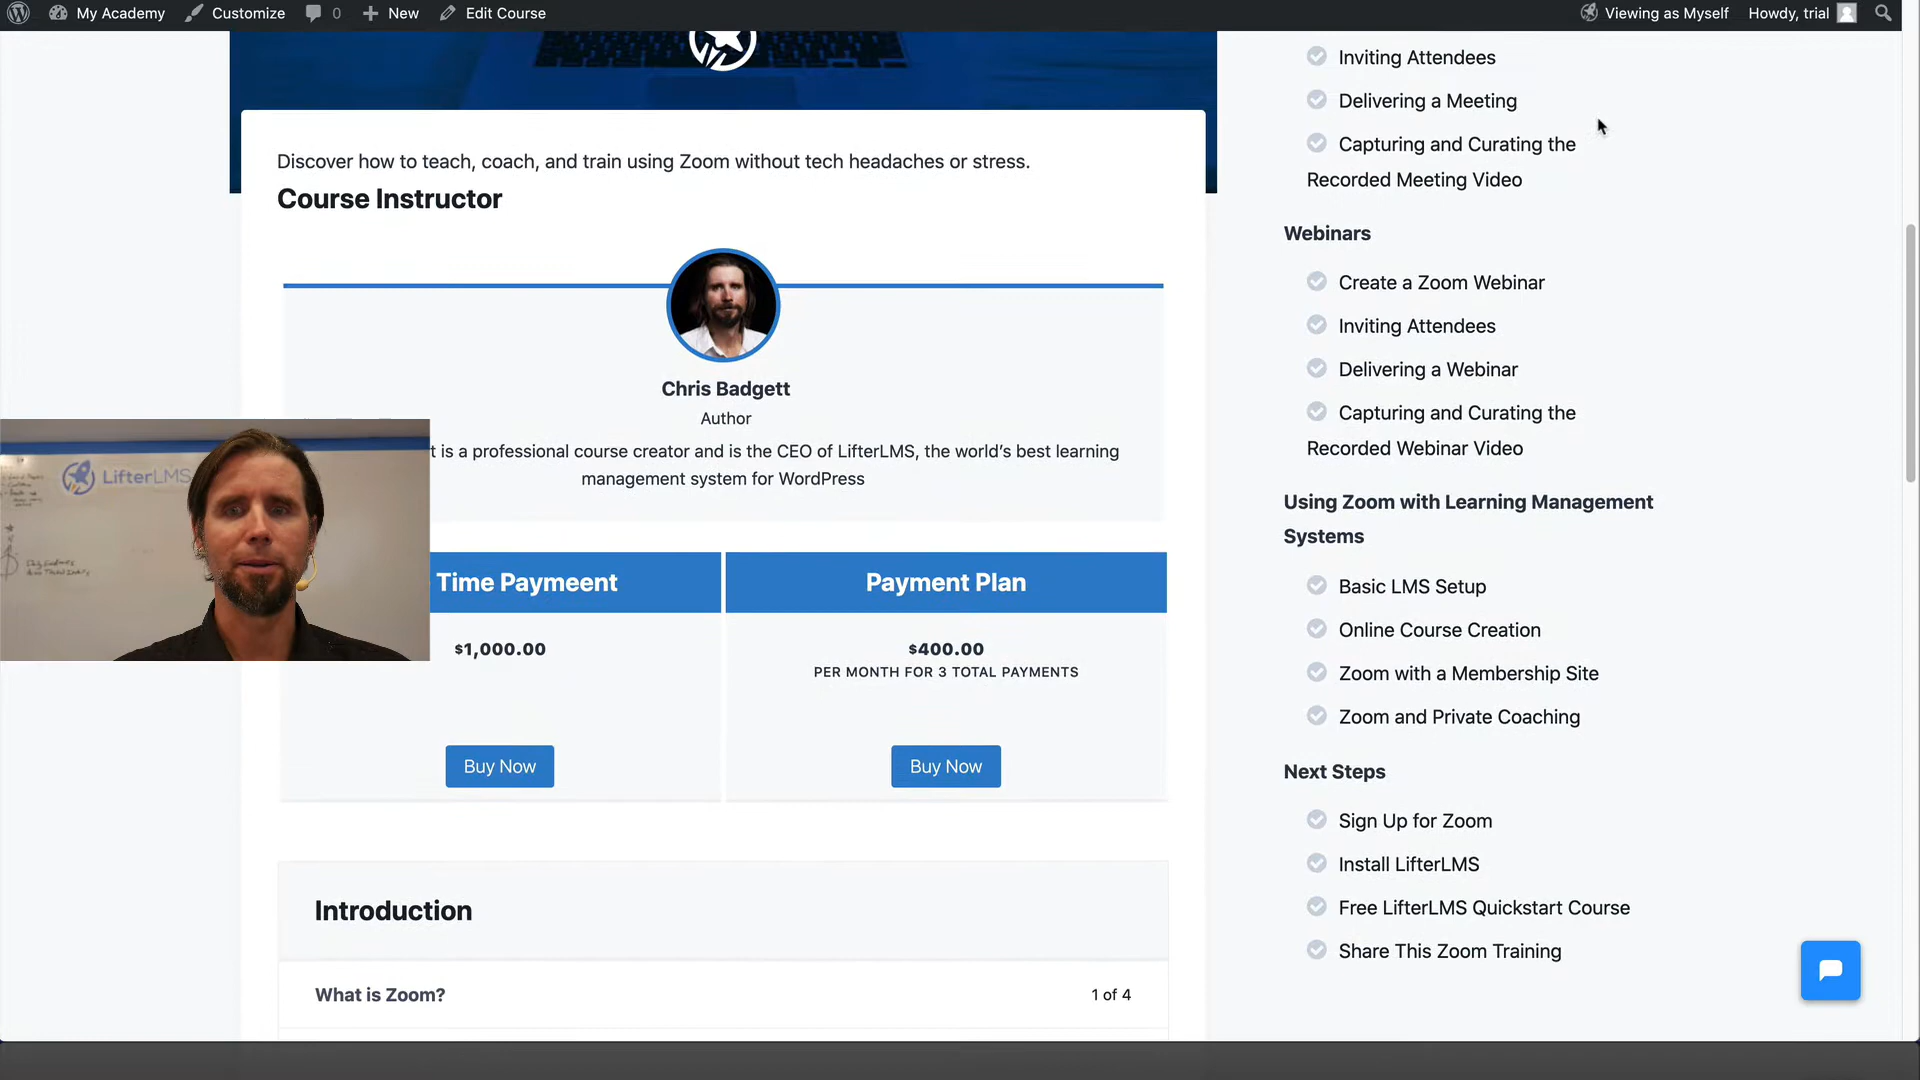 My Academy
Customize
0
New
Edit Course
Viewing as Myself
Howdy, trial
Discover how to teach, coach, and train using Zoom without tech headaches or stress.
Course Instructor
Chris Badgett
Author
t is a professional course creator and is the CEO of LifterLMS, the world's best learning
management system for WordPress
LifterLMS
Time Paymeent
$1,000.00
Buy Now
Payment Plan
$400.00
PER MONTH FOR 3 TOTAL PAYMENTS
Buy Now
Introduction
What is Zoom?
1 of 4
Inviting Attendees
Delivering a Meeting
Capturing and Curating the
Recorded Meeting Video
Webinars
Create a Zoom Webinar
Inviting Attendees
Delivering a Webinar
Capturing and Curating the
Recorded Webinar Video
Using Zoom with Learning Management
Systems
Basic LMS Setup
Online Course Creation
Zoom with a Membership Site
Zoom and Private Coaching
Next Steps
Sign Up for Zoom
Install LifterLMS
Free LifterLMS Quickstart Course
Share This Zoom Training